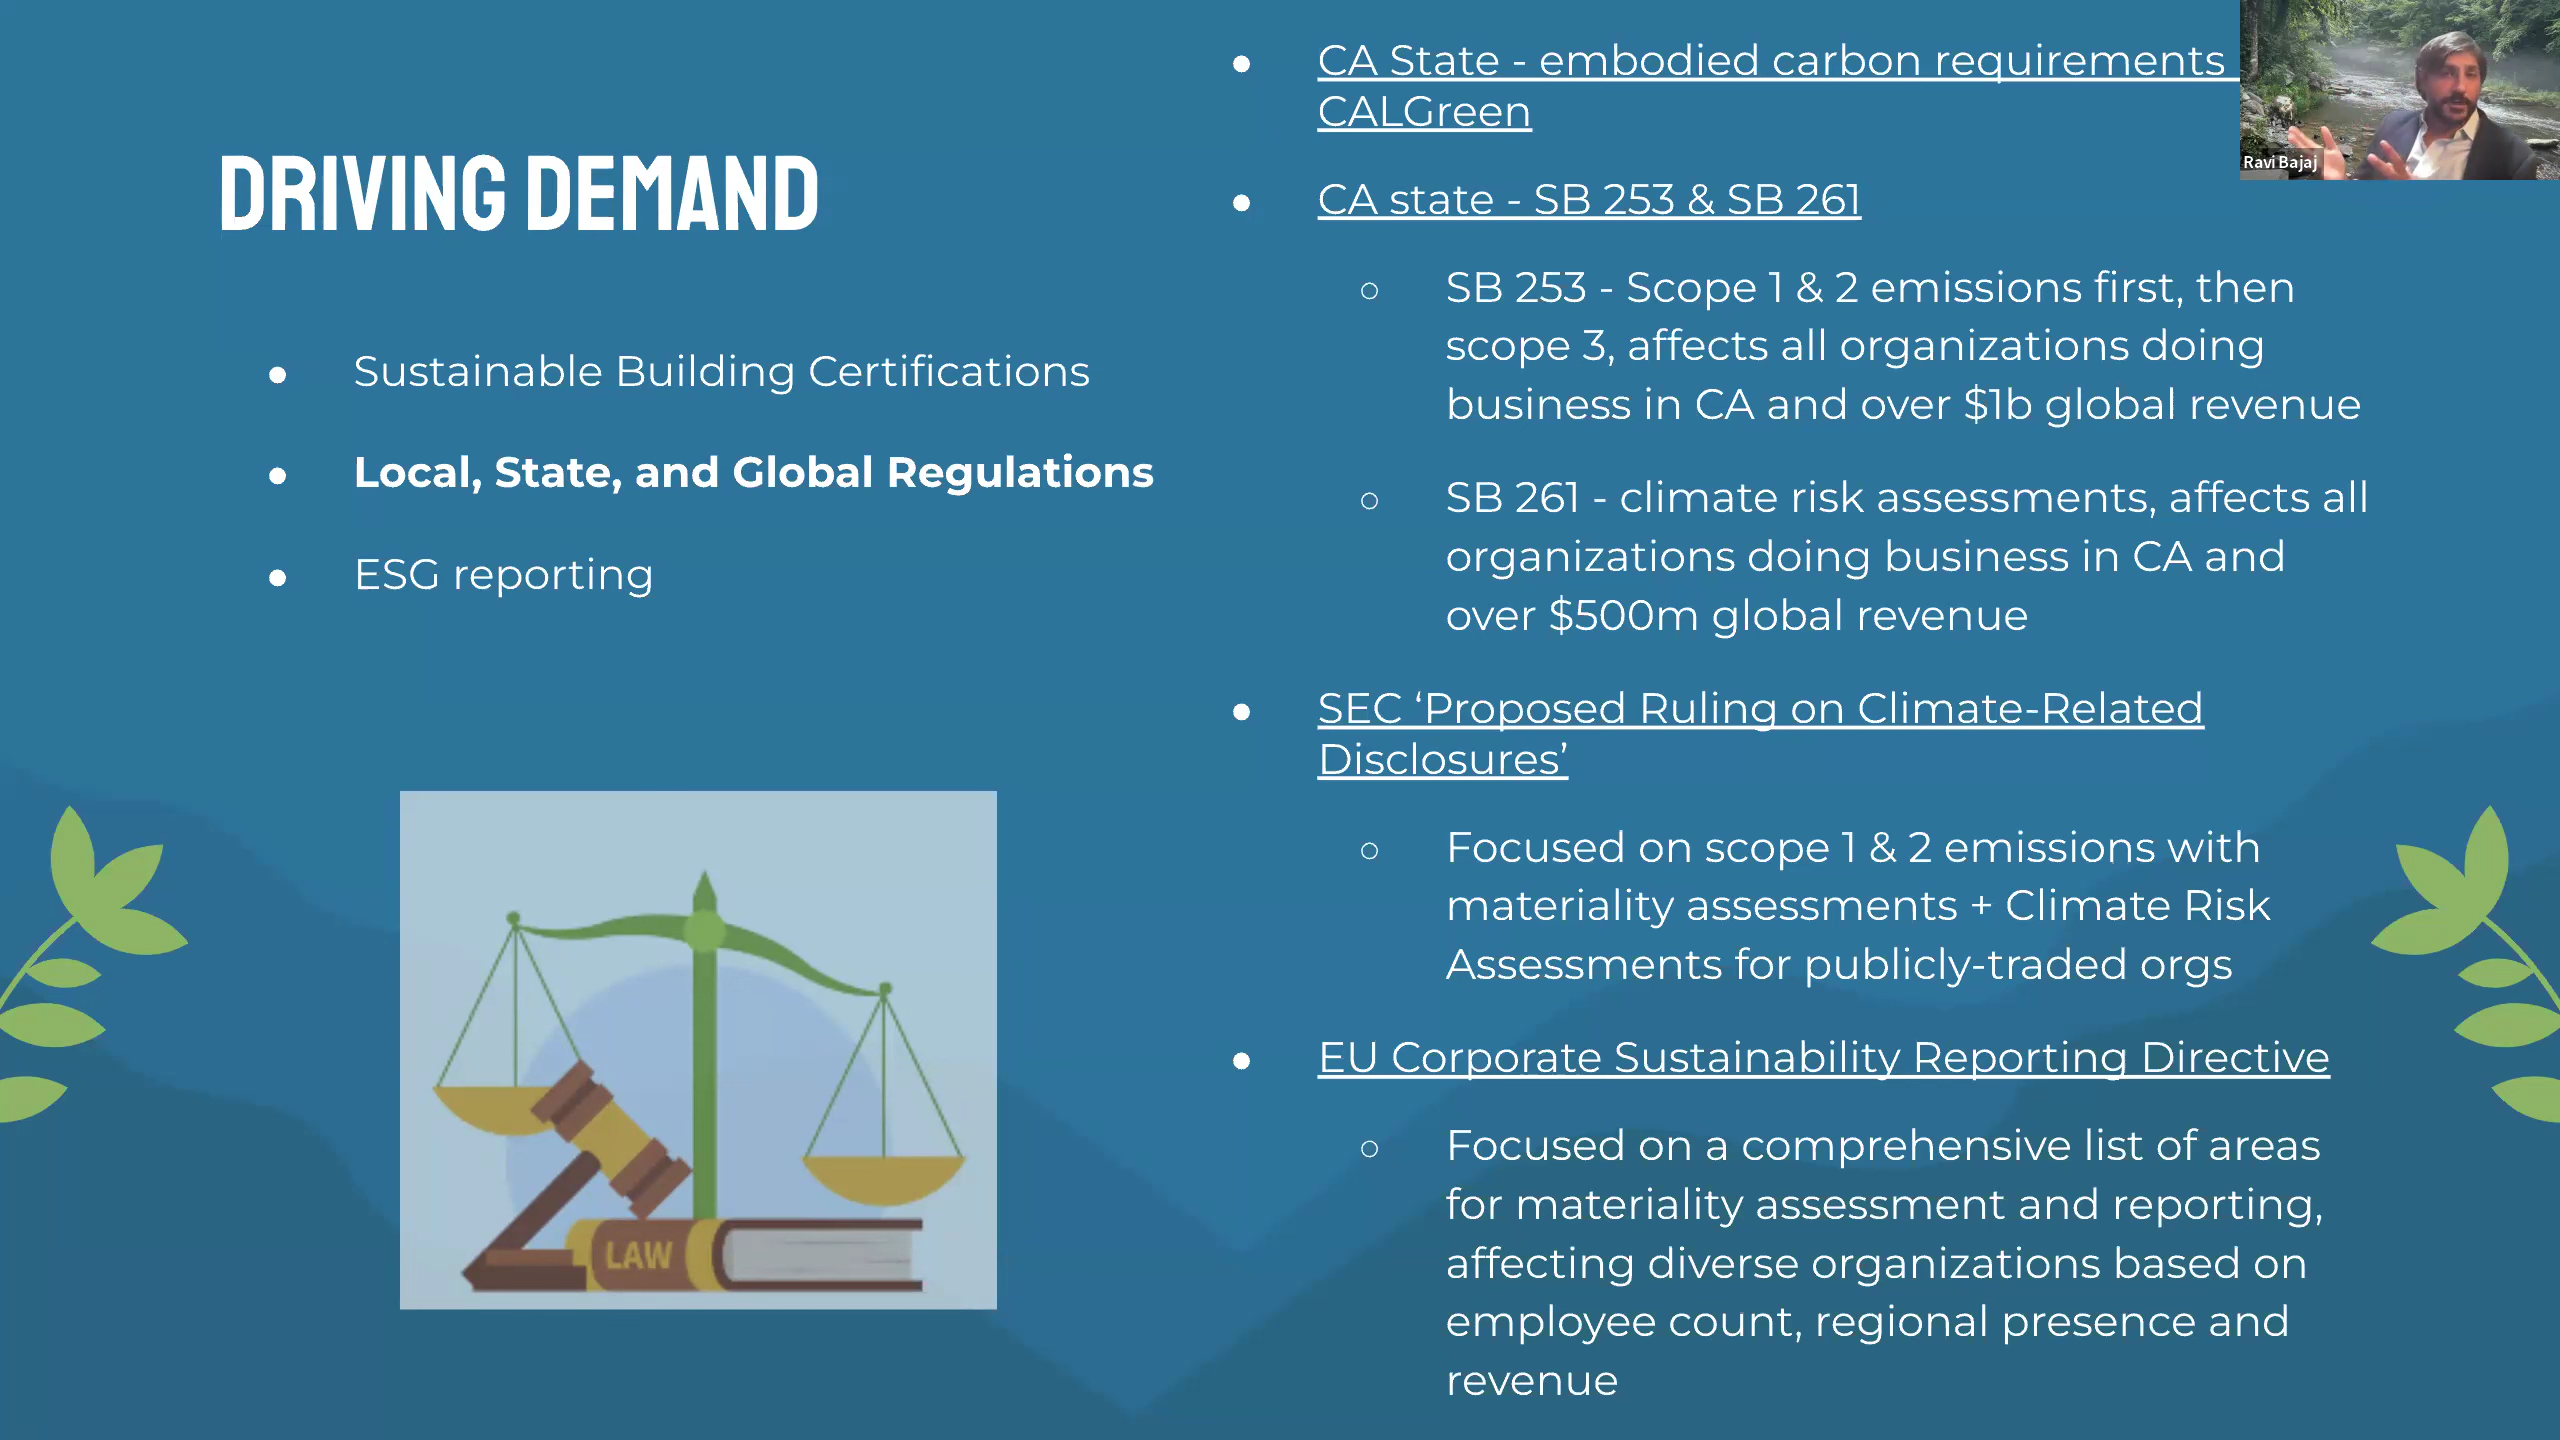 DRIVING DEMAND
Sustainable Building Certifications
Local, State, and Global Regulations
ESG reporting
LAW
CA State - embodied carbon requirements
CALGreen
CA state - SB 253 & SB 261
SB 253 - Scope 1 & 2 emissions first, then
scope 3, affects all organizations doing
business in CA and over $1b global revenue
SB 261 - climate risk assessments, affects all
organizations doing business in CA and
over $500m global revenue
SEC ‘Proposed Ruling on Climate-Related
Disclosures’
Focused on scope 1 & 2 emissions with
materiality assessments + Climate Risk
Assessments for publicly-traded orgs
EU Corporate Sustainability Reporting Directive
Focused on a comprehensive list of areas
for materiality assessment and reporting,
affecting diverse organizations based on
employee count, regional presence and
revenue
Ravi Bajaj